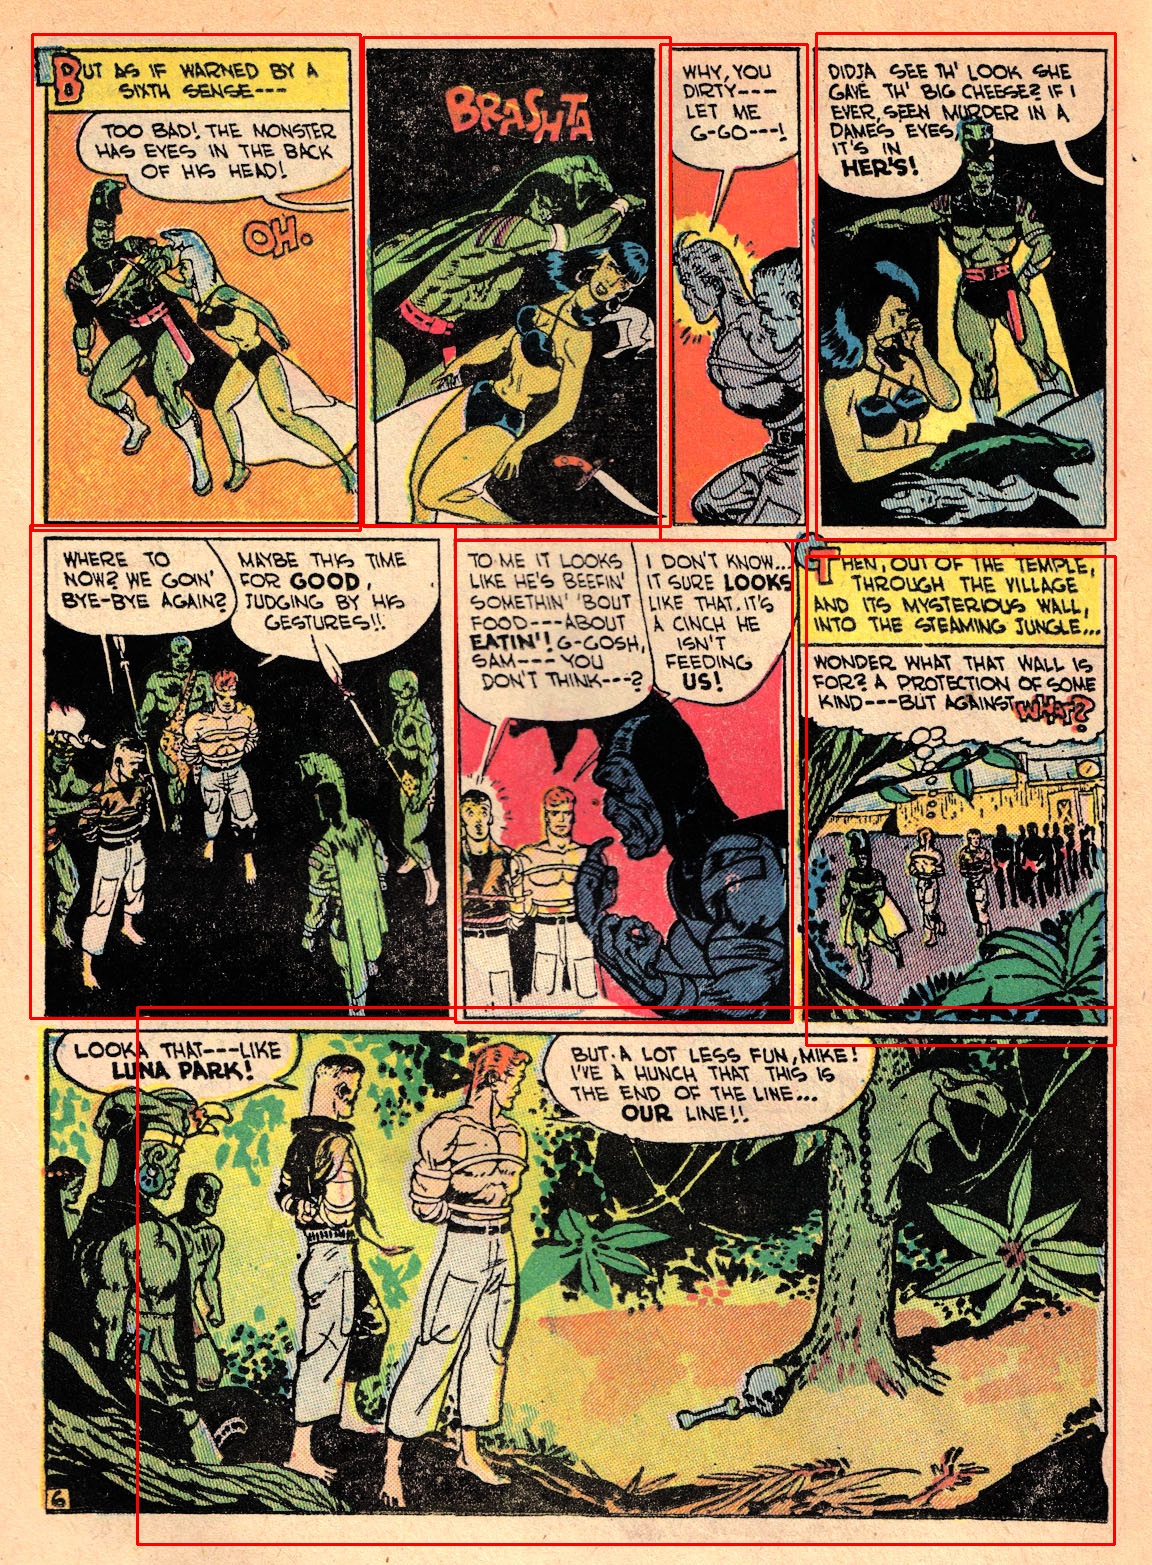 BUT AS IF WARNED BY A
SIXTH SENSE---
TOO BAD! THE MONSTER
HAS EYES IN THE BACK
OF HIS HEAD!
OH.
BRASHTA
WHY, YOU
DIRTY---
LET ME
G-GO---!
DIDJA SEE TH' LOOK SHE
GAVE TH' BIG CHEESE? IF I
EVER SEEN MURDER IN A
DAME'S EYES,
IT'S IN
HER'S!
WHERE TO
NOW? WE GOIN'
BYE-BYE AGAIN?
MAYBE THIS TIME
FOR GOOD,
JUDGING BY HIS
GESTURES!!
TO ME IT LOOKS
LIKE HE'S BEEFIN'
SOMETHIN' 'BOUT
FOOD----ABOUT
EATIN'! G-GOSH,
SAM---YOU
DON'T THINK---?
I DON'T KNOW...
IT SURE LOOKS
LIKE THAT. IT'S
A CINCH HE
ISN'T
FEEDING
US!
THEN, OUT OF THE TEMPLE,
THROUGH THE VILLAGE
AND ITS MYSTERIOUS WALL,
INTO THE STEAMING JUNGLE...
WONDER WHAT THAT WALL IS
FOR? A PROTECTION OF SOME
KIND---BUT AGAINST WHAT?
LOOKA THAT---LIKE
LUNA PARK!
BUT A LOT LESS FUN, MIKE!
I'VE A HUNCH THAT THIS IS
THE END OF THE LINE...
OUR LINE!!
6